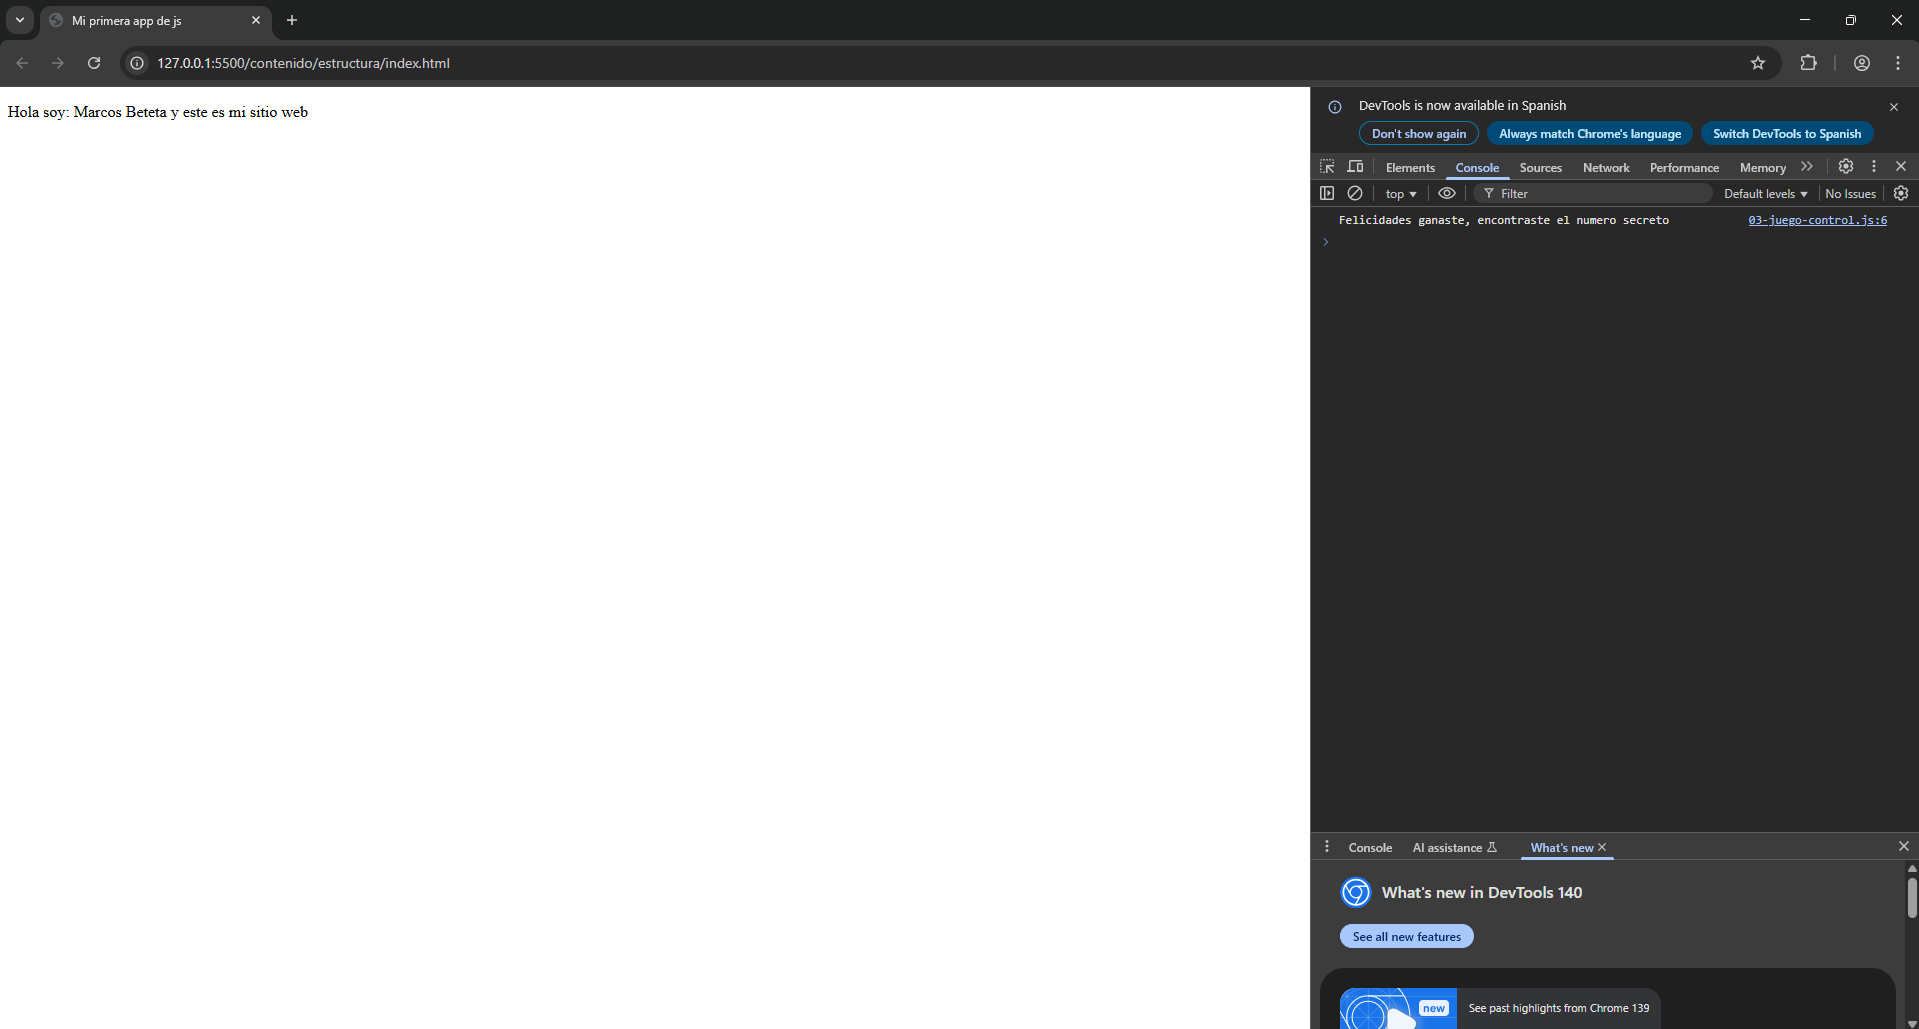 Mi primera app de js
127.0.0.1:5500/contenido/estructura/index.html
Hola soy: Marcos Beteta y este es mi sitio web
DevTools is now available in Spanish
Don't show again
Always match Chrome's language
Switch DevTools to Spanish
Elements Console Sources Network Performance Memory
top Filter Default levels No Issues
Felicidades ganaste, encontraste el numero secreto 03-juego-control.js:6
Console AI assistance What's new
What's new in DevTools 140
See all new features
new See past highlights from Chrome 139